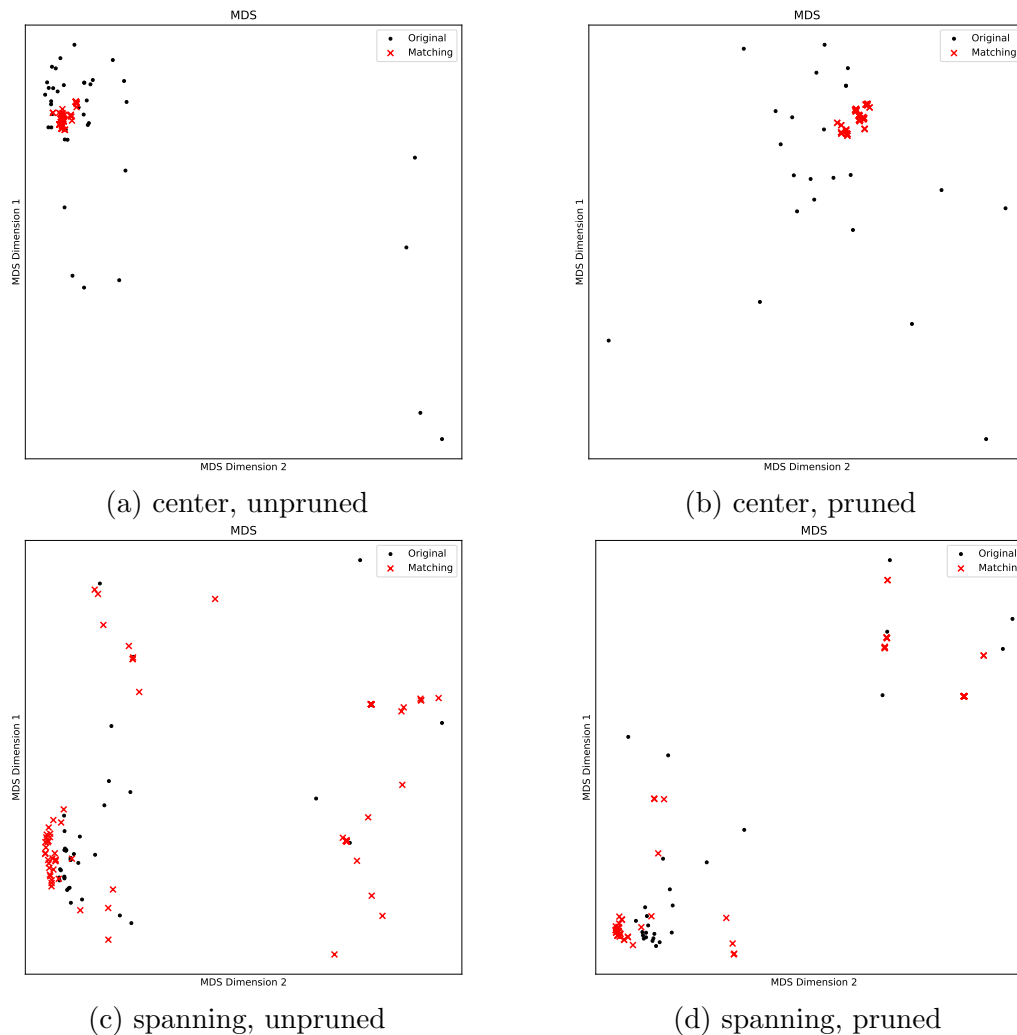 MDS
Original
Matching
MDS Dimension 1
MDS Dimension 2
(a) center, unpruned
MDS
Original
Matching
MDS Dimension 1
MDS Dimension 2
(b) center, pruned
MDS
Original
Matching
MDS Dimension 1
MDS Dimension 2
(c) spanning, unpruned
MDS
Original
Matching
MDS Dimension 1
MDS Dimension 2
(d) spanning, pruned